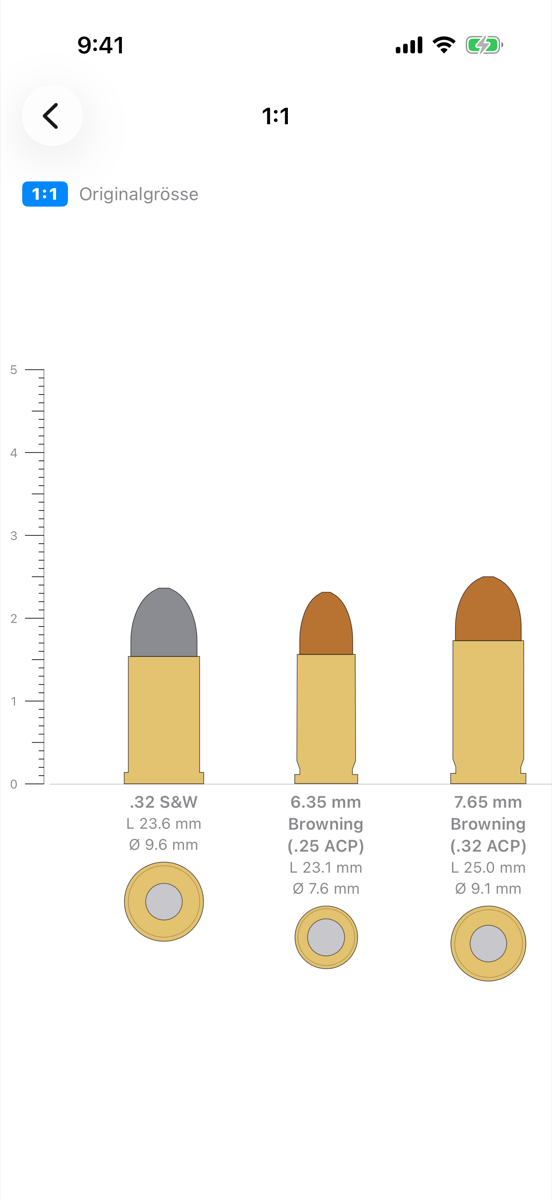 9:41
1:1
1:1 Originalgrösse
5
4
3
2
1
0
.32 S&W
L 23.6 mm
Ø 9.6 mm
6.35 mm
Browning
(.25 ACP)
L 23.1 mm
Ø 7.6 mm
7.65 mm
Browning
(.32 ACP)
L 25.0 mm
Ø 9.1 mm